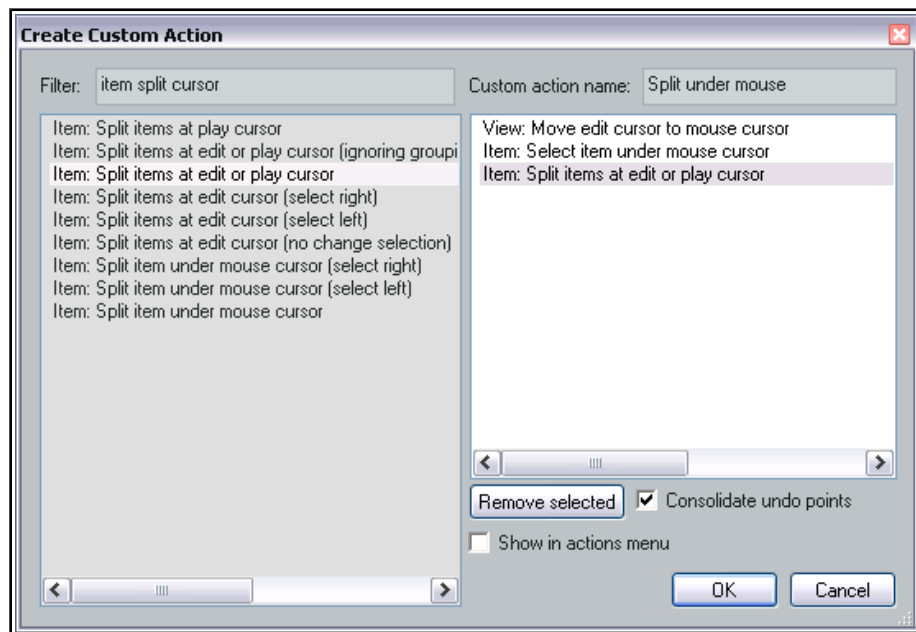 Create Custom Action
Filter: item split cursor
Custom action name: Split under mouse
Item: Split items at play cursor
Item: Split items at edit or play cursor (ignoring groupi
Item: Split items at edit or play cursor
Item: Split items at edit cursor (select right)
Item: Split items at edit cursor (select left)
Item: Split items at edit cursor (no change selection)
Item: Split item under mouse cursor (select right)
Item: Split item under mouse cursor (select left)
Item: Split item under mouse cursor
View: Move edit cursor to mouse cursor
Item: Select item under mouse cursor
Item: Split items at edit or play cursor
Remove selected
Consolidate undo points
Show in actions menu
OK
Cancel